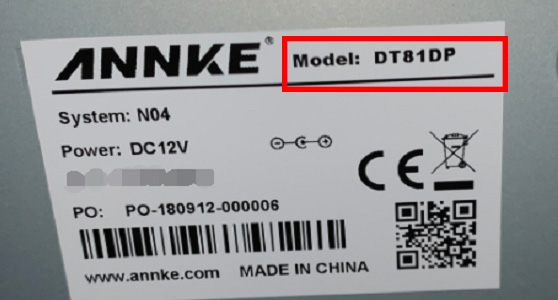 ANNKE® Model: DT81DP
System: N04
Power: DC12V
CE
PO: PO-180912-000006
www.annke.com MADE IN CHINA